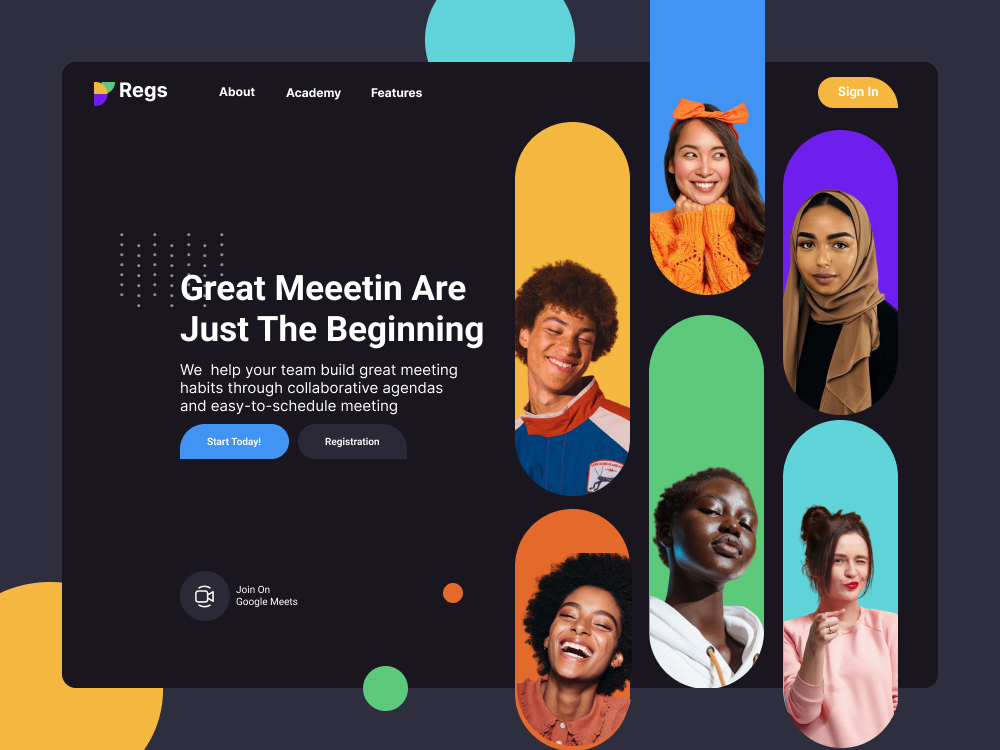 Regs
About
Academy
Features
Sign In
Great Meeetin Are
Just The Beginning
We help your team build great meeting
habits through collaborative agendas
and easy-to-schedule meeting
Start Today!
Registration
Join On
Google Meets